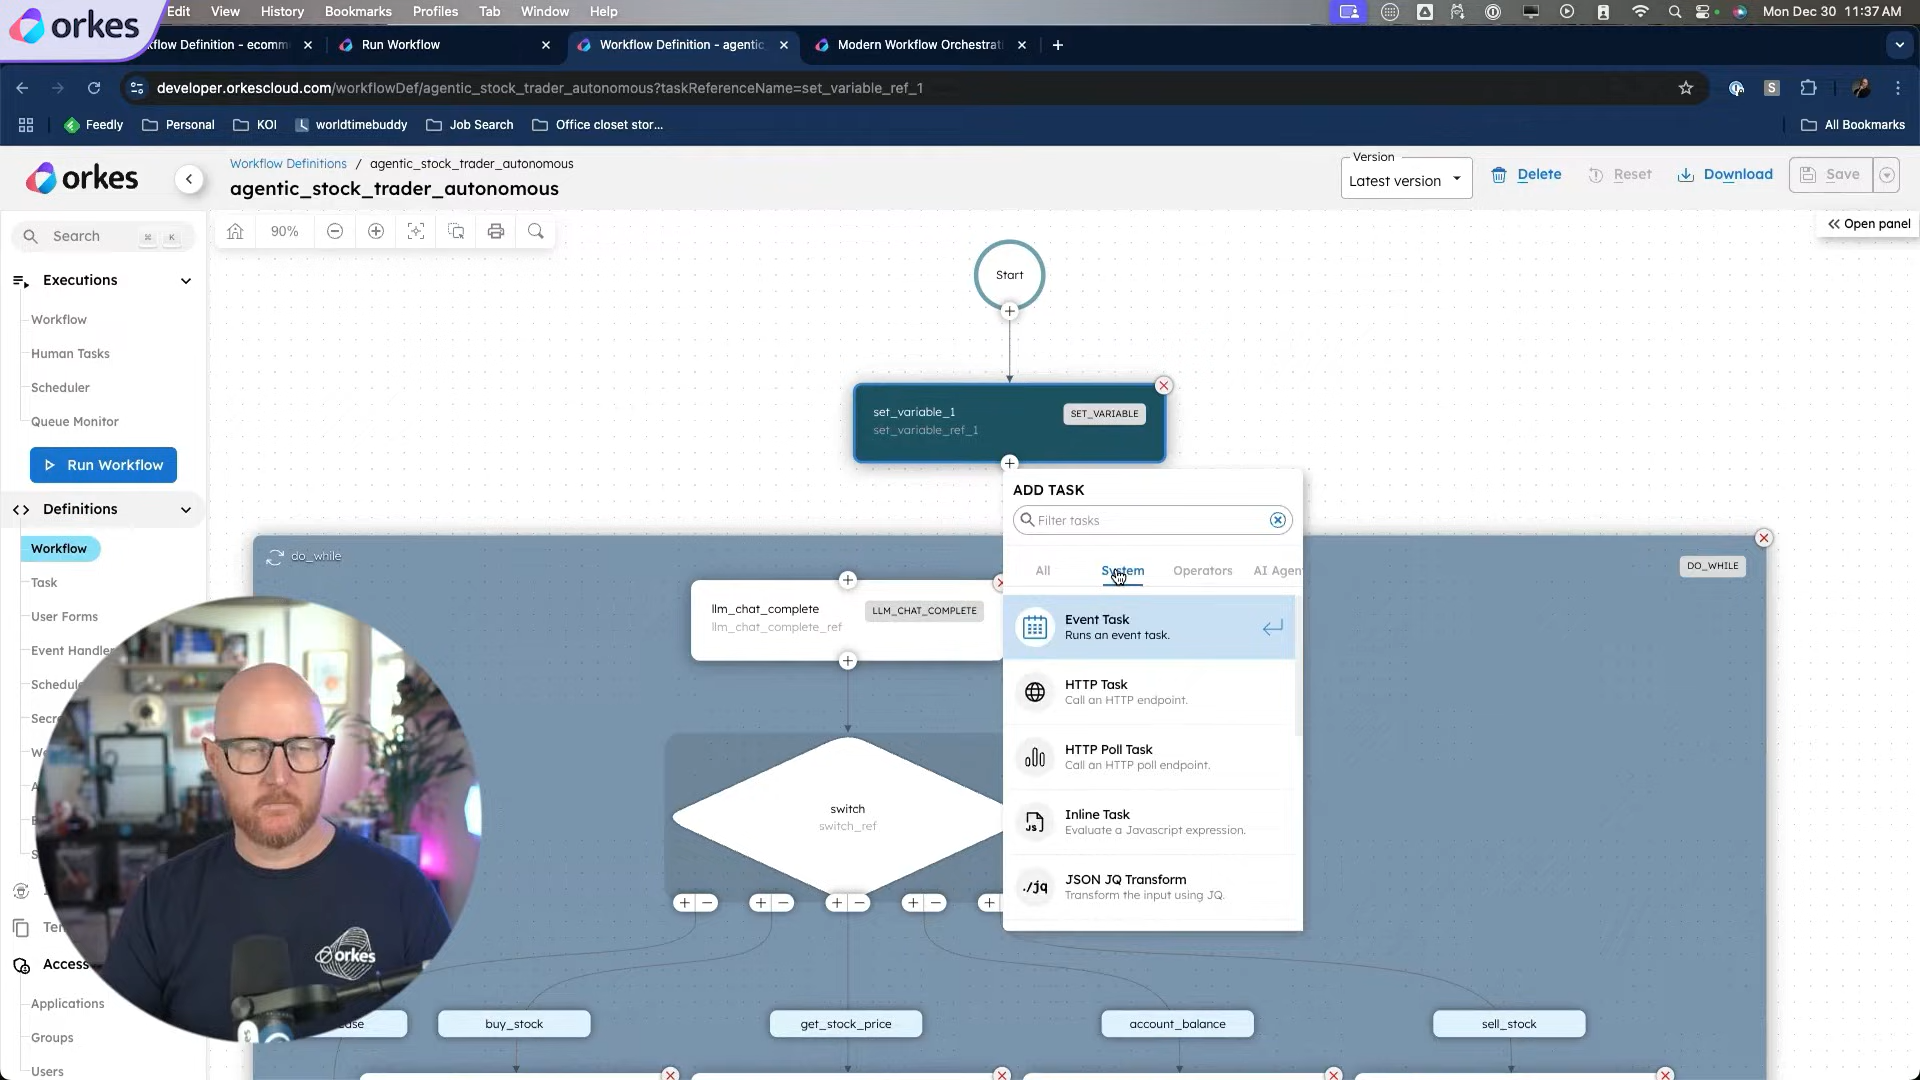 orkes
Edit View History Bookmarks Profiles Tab Window Help
Mon Dec 30 11:37 AM
kflow Definition - ecomm
Run Workflow
Workflow Definition - agentic
Modern Workflow Orchestrati
developer.orkescloud.com/workflowDef/agentic_stock_trader_autonomous?taskReferenceName=set_variable_ref_1
S
Feedly Personal KOI worldtimebuddy Job Search Office closet stor...
All Bookmarks
orkes
Workflow Definitions / agentic_stock_trader_autonomous
agentic_stock_trader_autonomous
Version
Latest version
Delete
Reset
Download
Save
Search ⌘ K
90%
Open panel
Executions
Workflow
Human Tasks
Scheduler
Queue Monitor
Run Workflow
Definitions
Workflow
Task
User Forms
Event Handler
Schedule
Secre
Access
Applications
Groups
Users
Start
set_variable_1
set_variable_ref_1
SET_VARIABLE
ADD TASK
Filter tasks
All System Operators AI Agen
Event Task
Runs an event task.
HTTP Task
Call an HTTP endpoint.
HTTP Poll Task
Call an HTTP poll endpoint.
JS
Inline Task
Evaluate a Javascript expression.
./jq
JSON JQ Transform
Transform the input using JQ.
do_while
DO_WHILE
llm_chat_complete
llm_chat_complete_ref
LLM_CHAT_COMPLETE
switch
switch_ref
buy_stock
get_stock_price
account_balance
sell_stock
orkes